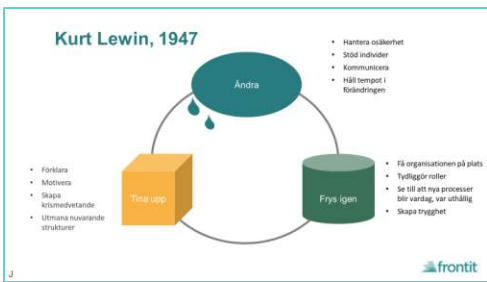 Kurt Lewin, 1947
Ändra
• Hantera osäkerhet
• Stöd individer
• Kommunicera
• Håll tempot i
förändringen
• Förklara
• Motivera
• Skapa
krismedvetande
• Utmana nuvarande
strukturer
Tina upp
Frys igen
• Få organisationen på plats
• Tydliggör roller
• Se till att nya processer
blir vardag, var uthållig
• Skapa trygghet
J
frontit